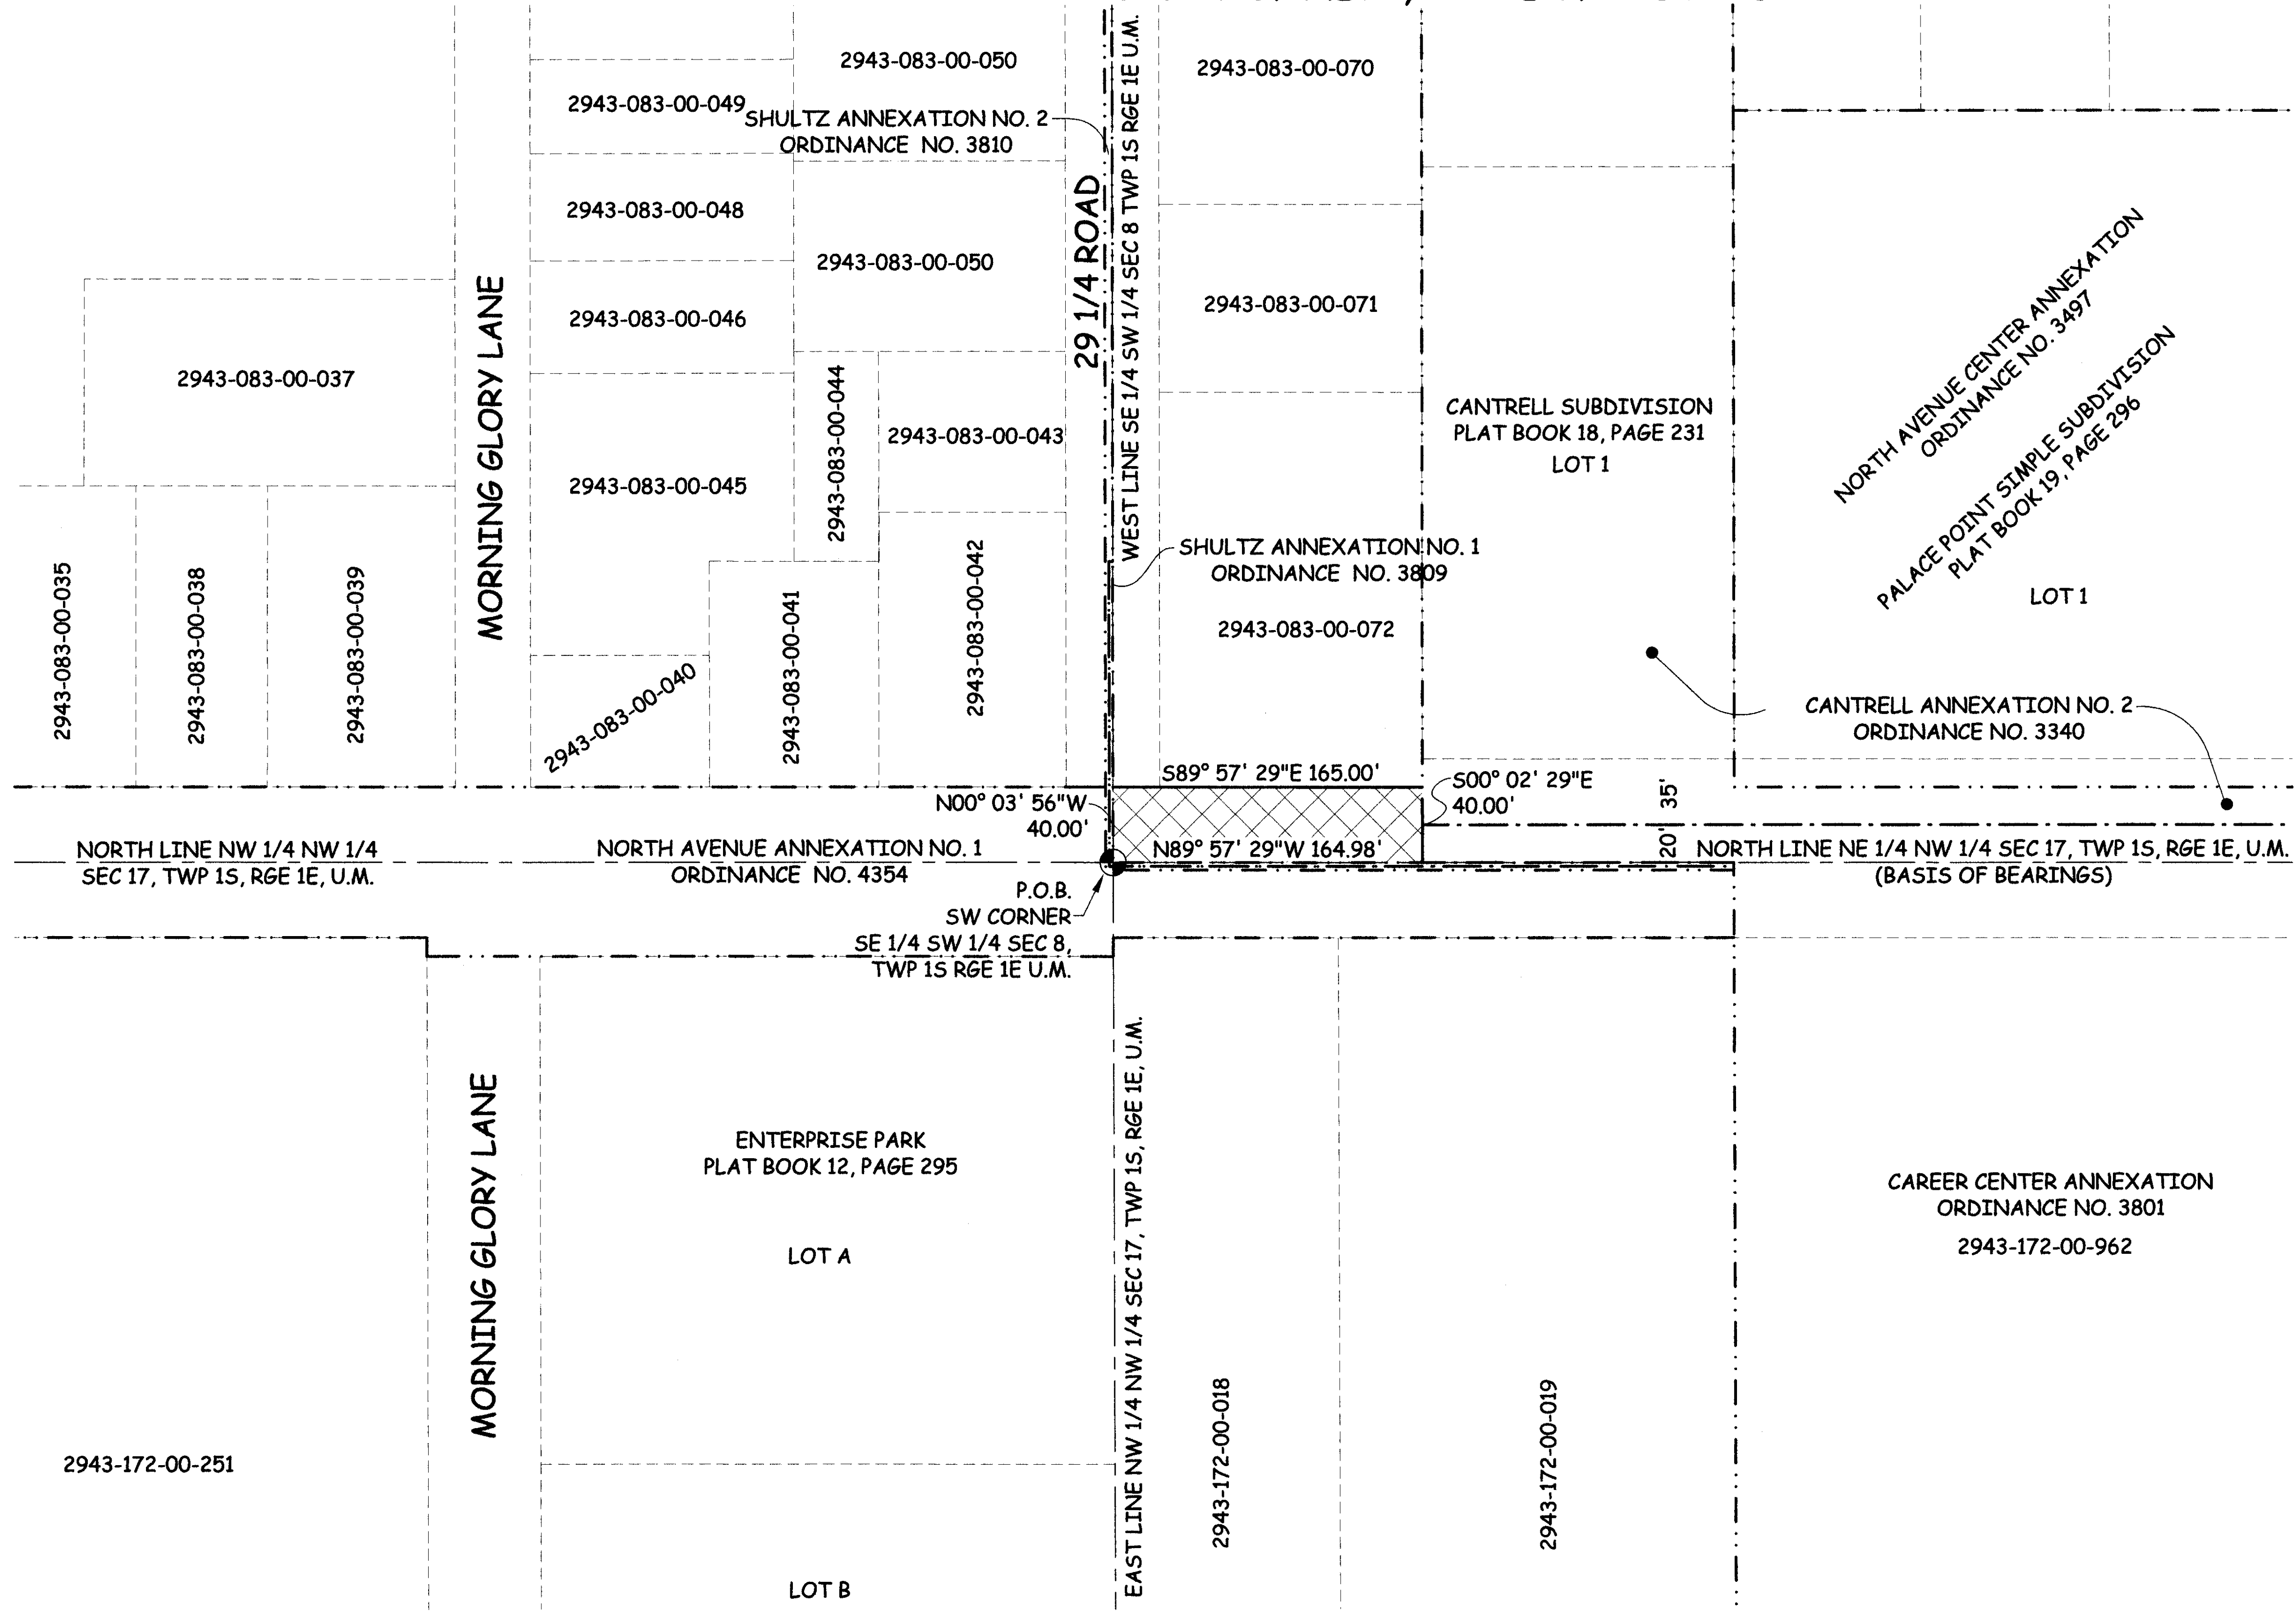 2943-083-00-050
2943-083-00-070
2943-083-00-049
SHULTZ ANNEXATION NO. 2
ORDINANCE NO. 3810
WEST LINE SE 1/4 SW 1/4 SEC 8 TWP 1S RGE 1E U.M.
29 1/4 ROAD
2943-083-00-048
2943-083-00-050
2943-083-00-046
2943-083-00-071
MORNING GLORY LANE
2943-083-00-037
2943-083-00-044
2943-083-00-043
2943-083-00-045
CANTRELL SUBDIVISION
PLAT BOOK 18, PAGE 231
LOT 1
NORTH AVENUE CENTER ANNEXATION
ORDINANCE NO. 3497
PALACE POINT SIMPLE SUBDIVISION
PLAT BOOK 19, PAGE 296
LOT 1
SHULTZ ANNEXATION NO. 1
ORDINANCE NO. 3809
2943-083-00-072
2943-083-00-035
2943-083-00-038
2943-083-00-039
2943-083-00-040
2943-083-00-041
2943-083-00-042
CANTRELL ANNEXATION NO. 2
ORDINANCE NO. 3340
S89° 57' 29"E 165.00'
S00° 02' 29"E
40.00'
35'
N00° 03' 56"W
40.00'
20'
N89° 57' 29"W 164.98'
NORTH LINE NW 1/4 NW 1/4
SEC 17, TWP 1S, RGE 1E, U.M.
NORTH AVENUE ANNEXATION NO. 1
ORDINANCE NO. 4354
NORTH LINE NE 1/4 NW 1/4 SEC 17, TWP 1S, RGE 1E, U.M.
(BASIS OF BEARINGS)
P.O.B.
SW CORNER
SE 1/4 SW 1/4 SEC 8,
TWP 1S RGE 1E U.M.
EAST LINE NW 1/4 NW 1/4 SEC 17, TWP 1S, RGE 1E, U.M.
MORNING GLORY LANE
ENTERPRISE PARK
PLAT BOOK 12, PAGE 295
LOT A
CAREER CENTER ANNEXATION
ORDINANCE NO. 3801
2943-172-00-962
2943-172-00-251
2943-172-00-018
2943-172-00-019
LOT B